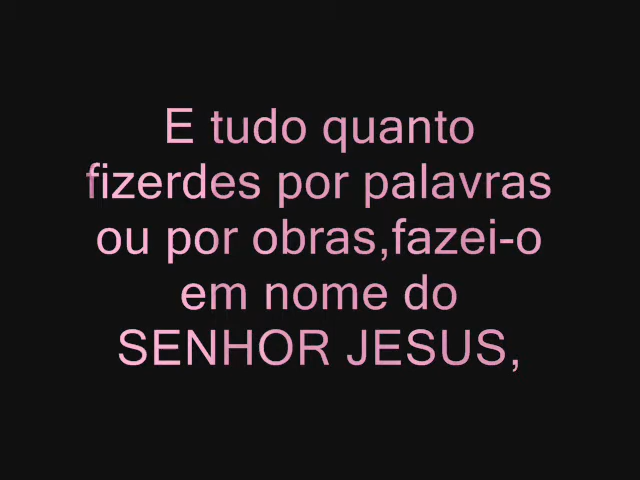 E tudo quanto
fizerdes por palavras
ou por obras,fazei-o
em nome do
SENHOR JESUS,